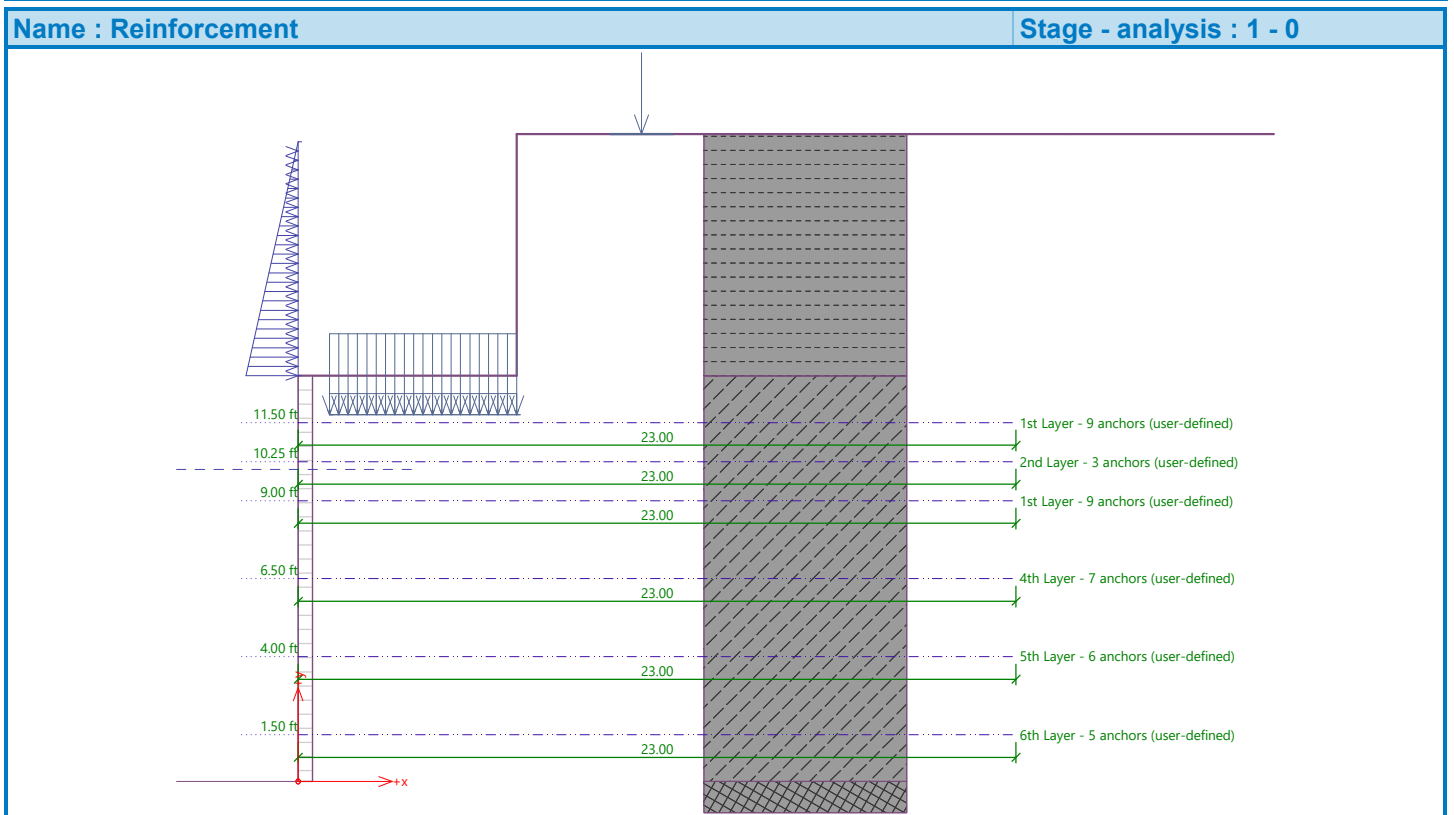 Name : Reinforcement
Stage - analysis : 1 - 0
11.50 ft
1st Layer - 9 anchors (user-defined)
23.00
10.25 ft
2nd Layer - 3 anchors (user-defined)
23.00
9.00 ft
1st Layer - 9 anchors (user-defined)
23.00
6.50 ft
4th Layer - 7 anchors (user-defined)
23.00
4.00 ft
5th Layer - 6 anchors (user-defined)
23.00
1.50 ft
6th Layer - 5 anchors (user-defined)
23.00
+x